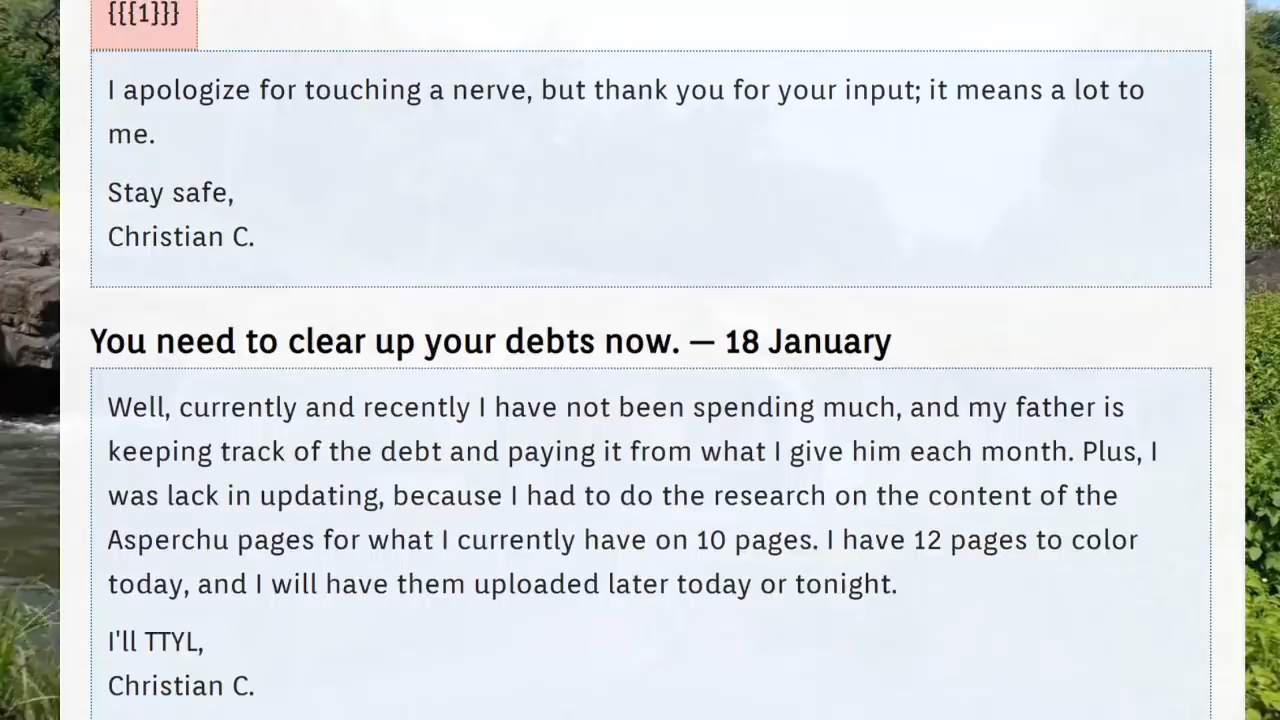 {{{1}}}
I apologize for touching a nerve, but thank you for your input; it means a lot to
me.
Stay safe,
Christian C.
You need to clear up your debts now. — 18 January
Well, currently and recently I have not been spending much, and my father is
keeping track of the debt and paying it from what I give him each month. Plus, I
was lack in updating, because I had to do the research on the content of the
Asperchu pages for what I currently have on 10 pages. I have 12 pages to color
today, and I will have them uploaded later today or tonight.
I'll TTYL,
Christian C.